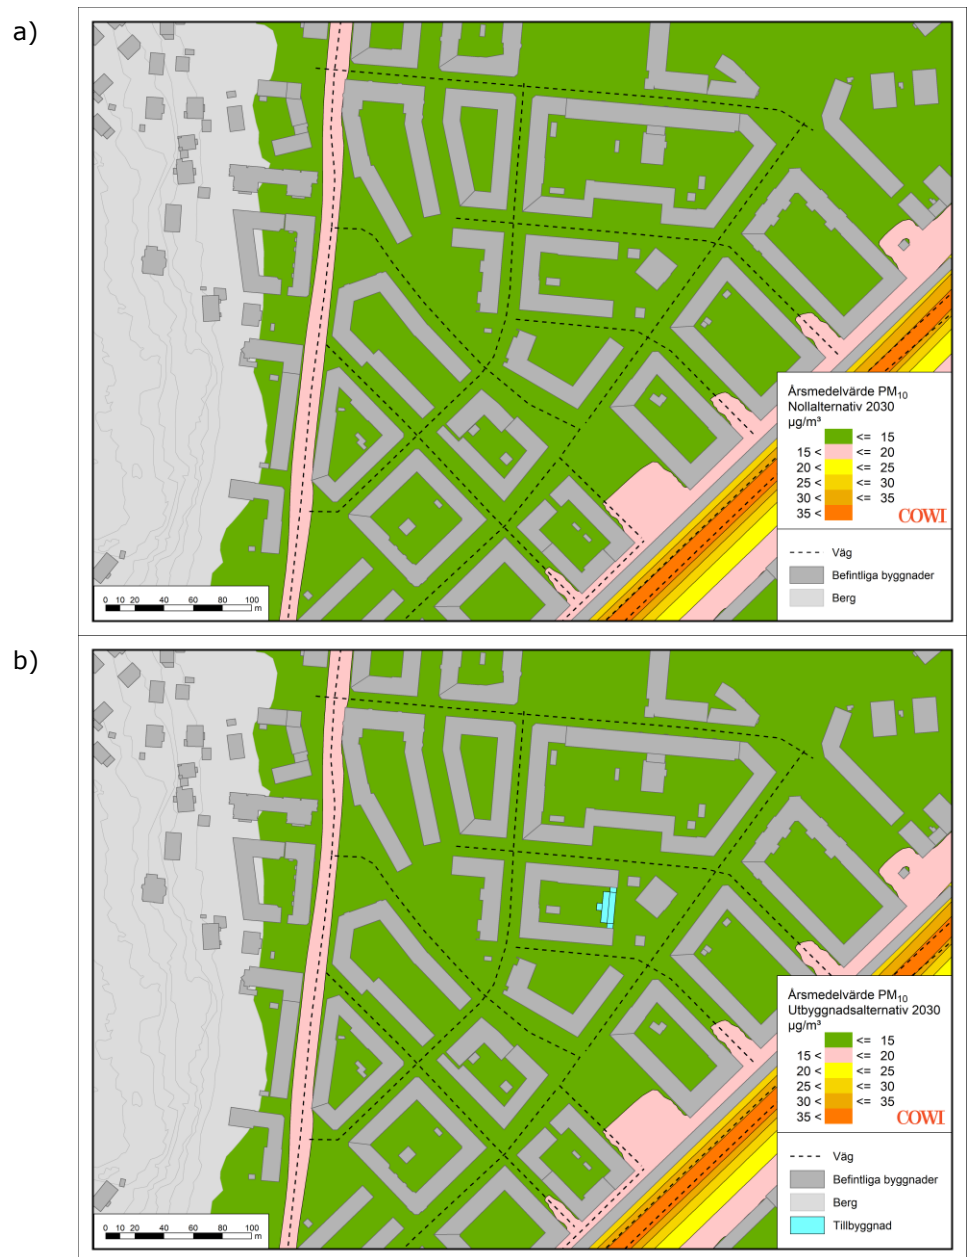 a)
Årsmedelvärde PM₁₀
Nollalternativ 2030
µg/m³
<= 15
15 < <= 20
20 < <= 25
25 < <= 30
30 < <= 35
35 <
COWI
Väg
Befintliga byggnader
Berg
0 10 20 40 60 80 100
m
b)
Årsmedelvärde PM₁₀
Utbyggnadsalternativ 2030
µg/m³
<= 15
15 < <= 20
20 < <= 25
25 < <= 30
30 < <= 35
35 <
COWI
Väg
Befintliga byggnader
Berg
Tillbyggnad
0 10 20 40 60 80 100
m